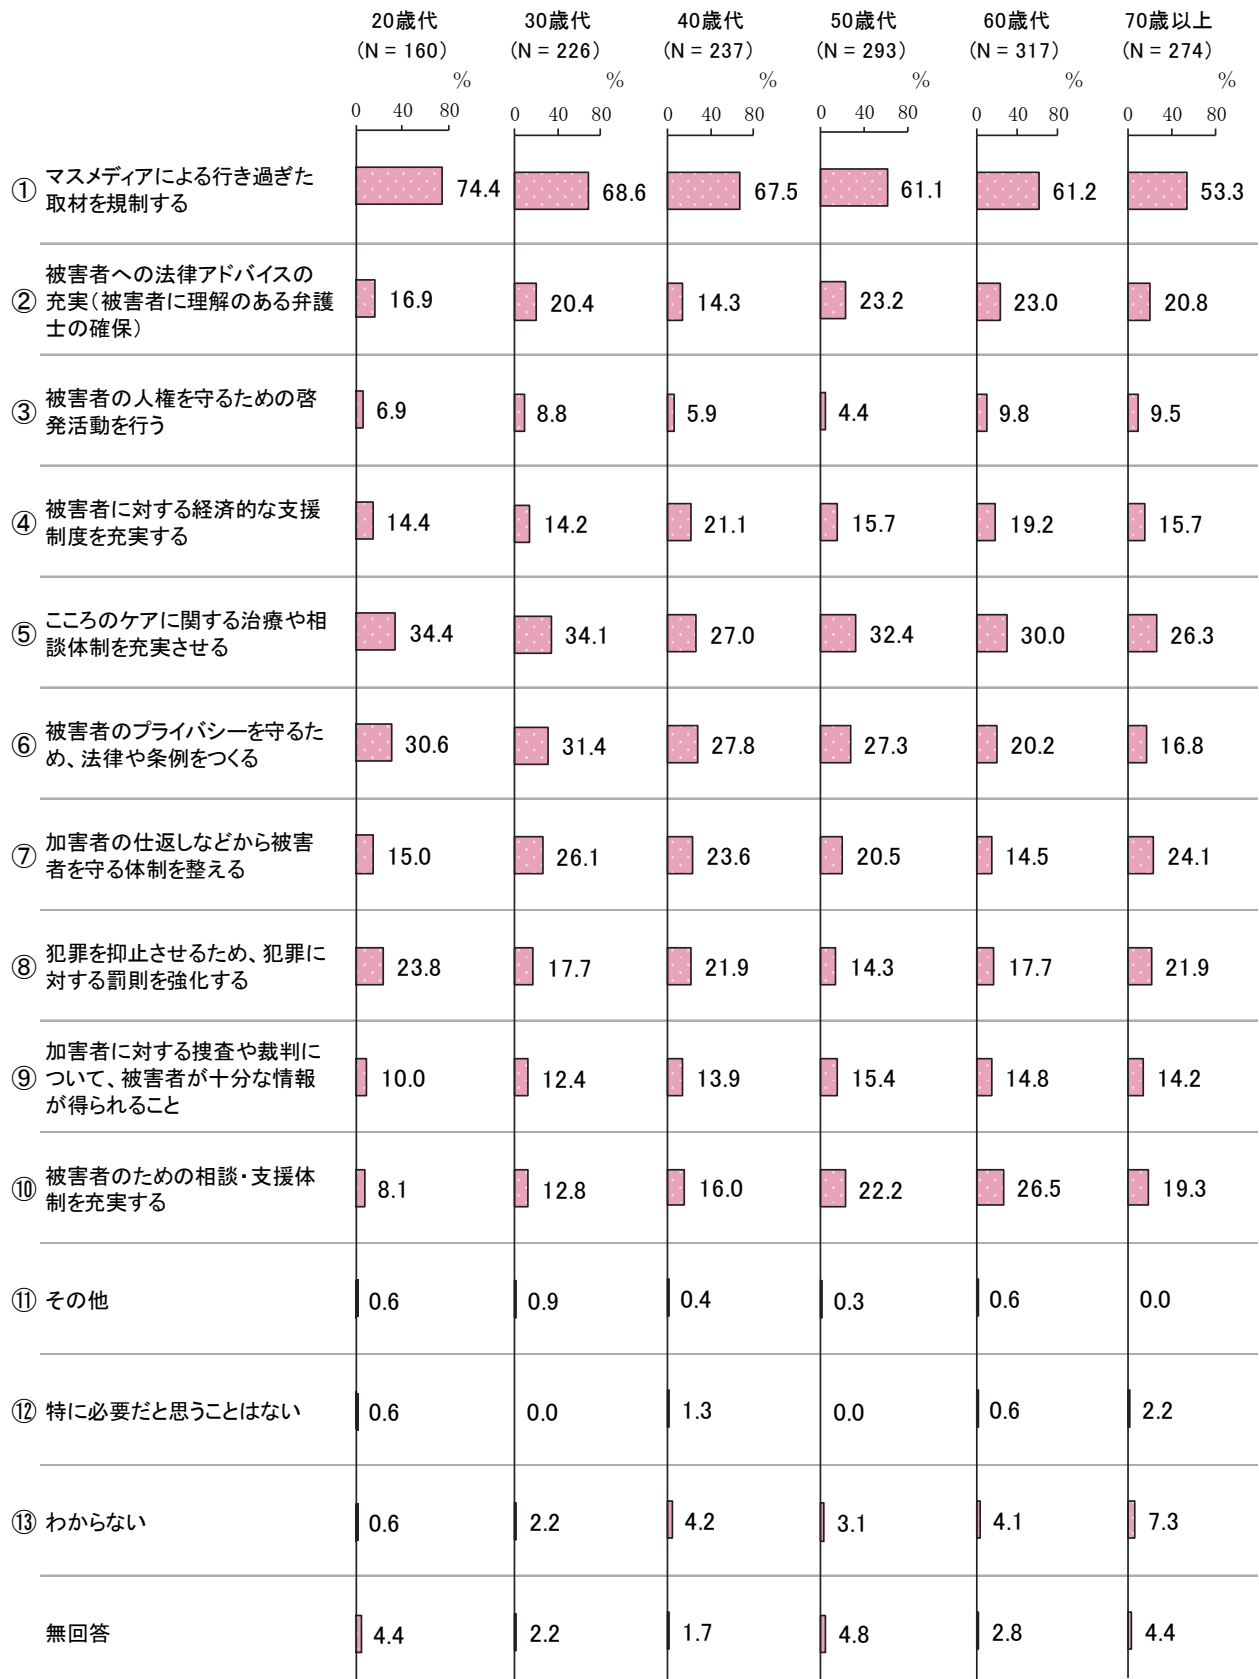 20歳代 30歳代 40歳代 50歳代 60歳代 70歳以上
(N = 160) (N = 226) (N = 237) (N = 293) (N = 317) (N = 274)
% % % % % %
0 40 80 0 40 80 0 40 80 0 40 80 0 40 80 0 40 80
① マスメディアによる行き過ぎた
取材を規制する
74.4 68.6 67.5 61.1 61.2 53.3
② 被害者への法律アドバイスの
充実(被害者に理解のある弁護
士の確保)
16.9 20.4 14.3 23.2 23.0 20.8
③ 被害者の人権を守るための啓
発活動を行う
6.9 8.8 5.9 4.4 9.8 9.5
④ 被害者に対する経済的な支援
制度を充実する
14.4 14.2 21.1 15.7 19.2 15.7
⑤ こころのケアに関する治療や相
談体制を充実させる
34.4 34.1 27.0 32.4 30.0 26.3
⑥ 被害者のプライバシーを守るた
め、法律や条例をつくる
30.6 31.4 27.8 27.3 20.2 16.8
⑦ 加害者の仕返しなどから被害
者を守る体制を整える
15.0 26.1 23.6 20.5 14.5 24.1
⑧ 犯罪を抑止させるため、犯罪に
対する罰則を強化する
23.8 17.7 21.9 14.3 17.7 21.9
⑨ 加害者に対する捜査や裁判に
ついて、被害者が十分な情報
が得られること
10.0 12.4 13.9 15.4 14.8 14.2
⑩ 被害者のための相談・支援体
制を充実する
8.1 12.8 16.0 22.2 26.5 19.3
⑪ その他 0.6 0.9 0.4 0.3 0.6 0.0
⑫ 特に必要だと思うことはない 0.6 0.0 1.3 0.0 0.6 2.2
⑬ わからない 0.6 2.2 4.2 3.1 4.1 7.3
無回答 4.4 2.2 1.7 4.8 2.8 4.4